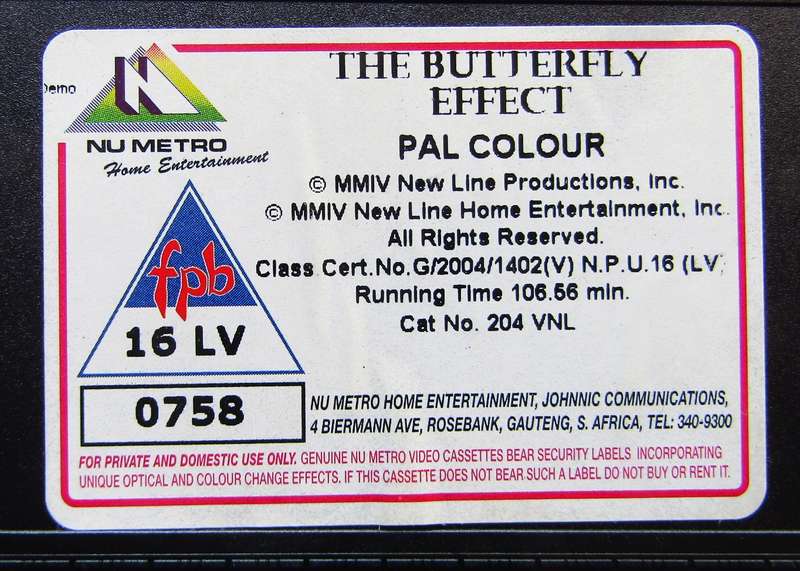 Demo
NU METRO
Home Entertainment
THE BUTTERFLY
EFFECT
PAL COLOUR
© MMIV New Line Productions, Inc.
© MMIV New Line Home Entertainment, Inc.
All Rights Reserved.
Class Cert.No.G/2004/1402(V) N.P.U.16 (LV)
Running Time 106.56 min.
Cat No. 204 VNL
fpb
16 LV
0758
NU METRO HOME ENTERTAINMENT, JOHNNIC COMMUNICATIONS,
4 BIERMANN AVE, ROSEBANK, GAUTENG, S. AFRICA, TEL: 340-9300
FOR PRIVATE AND DOMESTIC USE ONLY. GENUINE NU METRO VIDEO CASSETTES BEAR SECURITY LABELS INCORPORATING
UNIQUE OPTICAL AND COLOUR CHANGE EFFECTS. IF THIS CASSETTE DOES NOT BEAR SUCH A LABEL DO NOT BUY OR RENT IT.